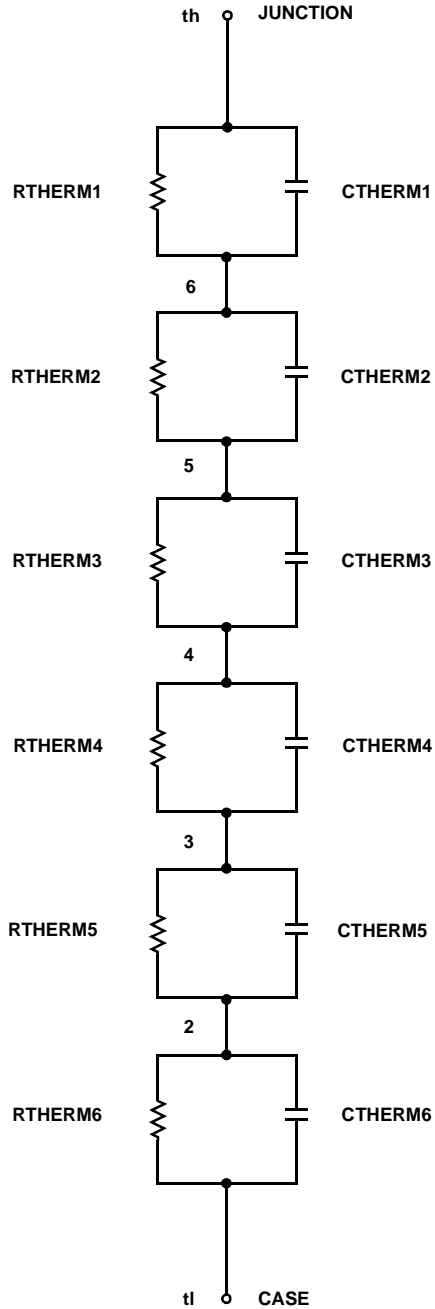 th JUNCTION
RTHERM1 CTHERM1
6
RTHERM2 CTHERM2
5
RTHERM3 CTHERM3
4
RTHERM4 CTHERM4
3
RTHERM5 CTHERM5
2
RTHERM6 CTHERM6
tl CASE